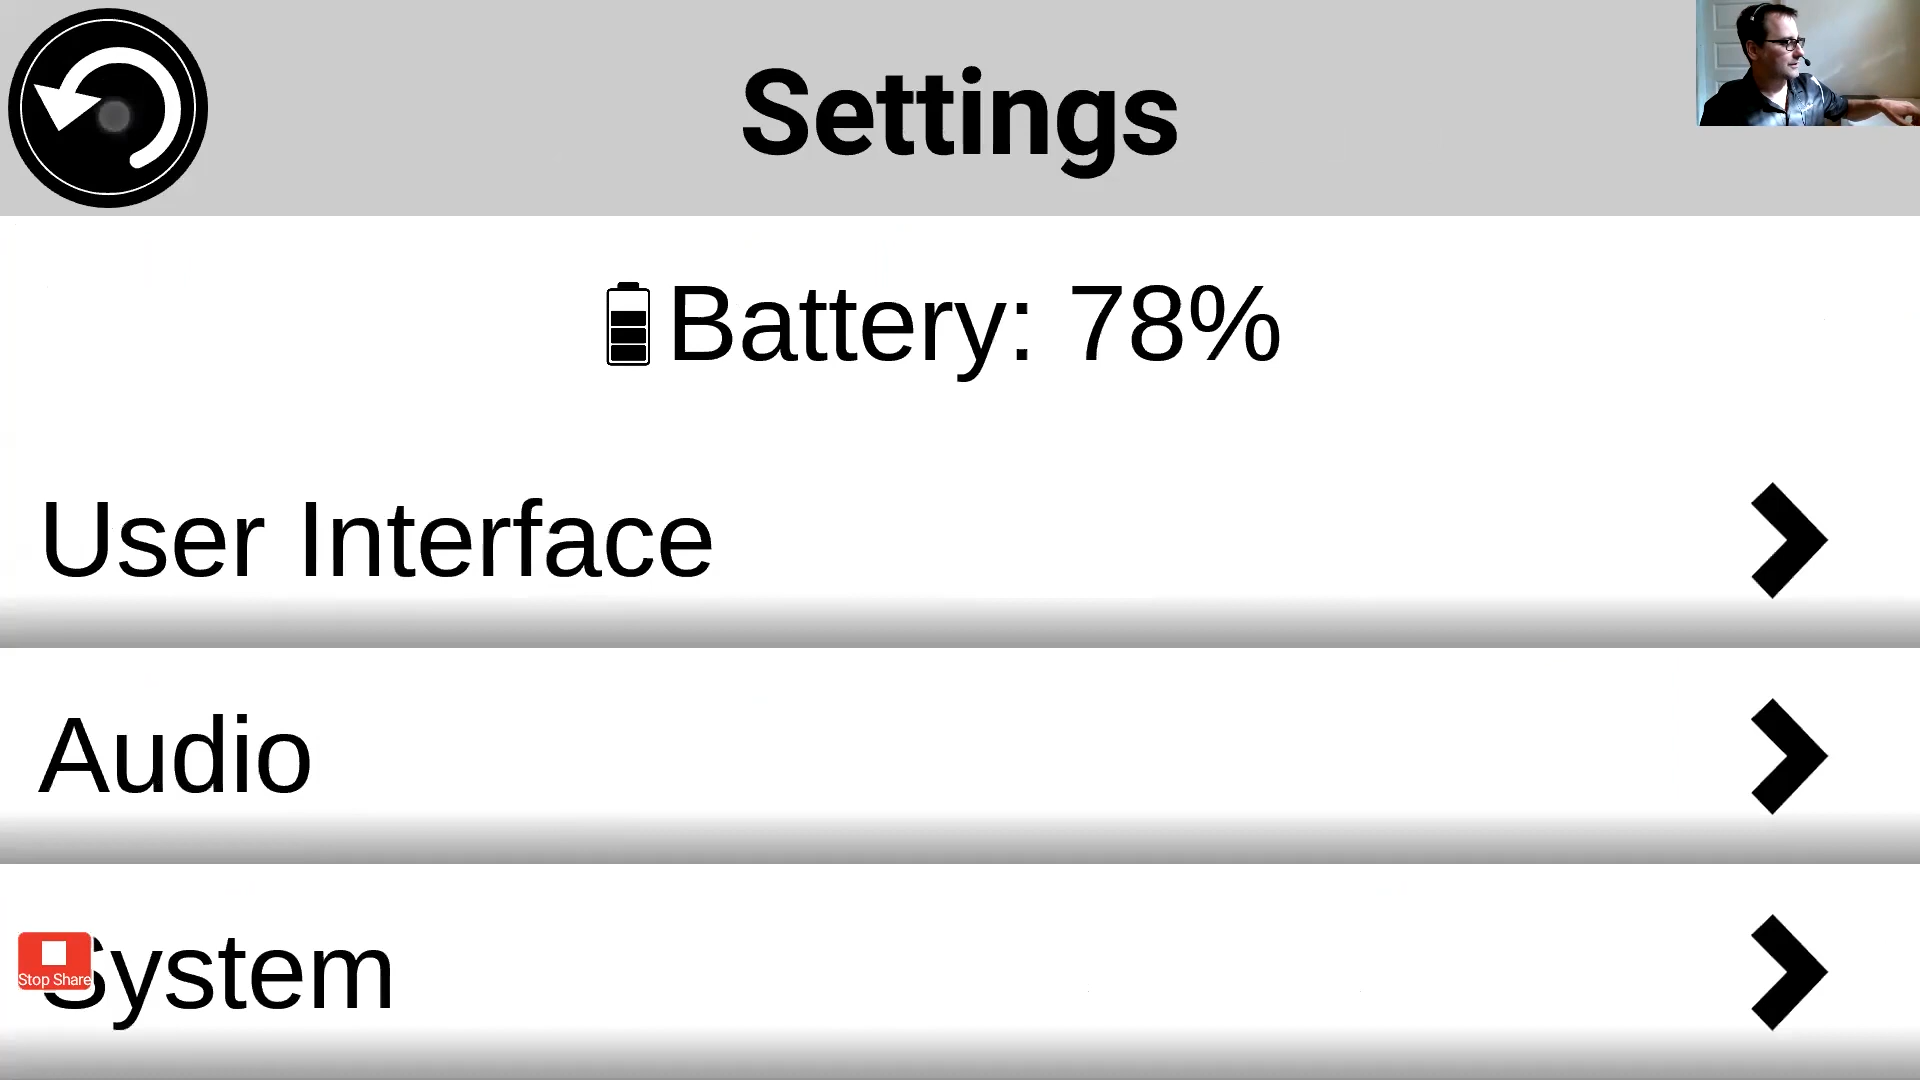 Settings
Battery: 78%
User Interface
Audio
System
Stop Share